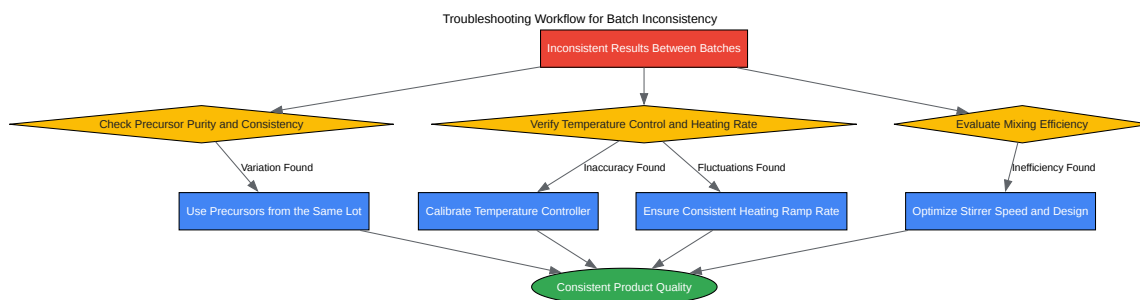 Troubleshooting Workflow for Batch Inconsistency
Inconsistent Results Between Batches
Check Precursor Purity and Consistency
Verify Temperature Control and Heating Rate
Evaluate Mixing Efficiency
Variation Found
Inaccuracy Found
Fluctuations Found
Inefficiency Found
Use Precursors from the Same Lot
Calibrate Temperature Controller
Ensure Consistent Heating Ramp Rate
Optimize Stirrer Speed and Design
Consistent Product Quality